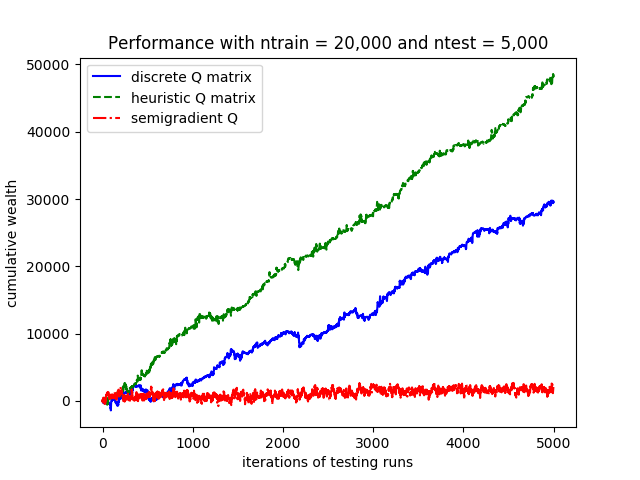 Performance with ntrain = 20,000 and ntest = 5,000
discrete Q matrix
heuristic Q matrix
semigradient Q
cumulative wealth
50000
40000
30000
20000
10000
0
0 1000 2000 3000 4000 5000
iterations of testing runs